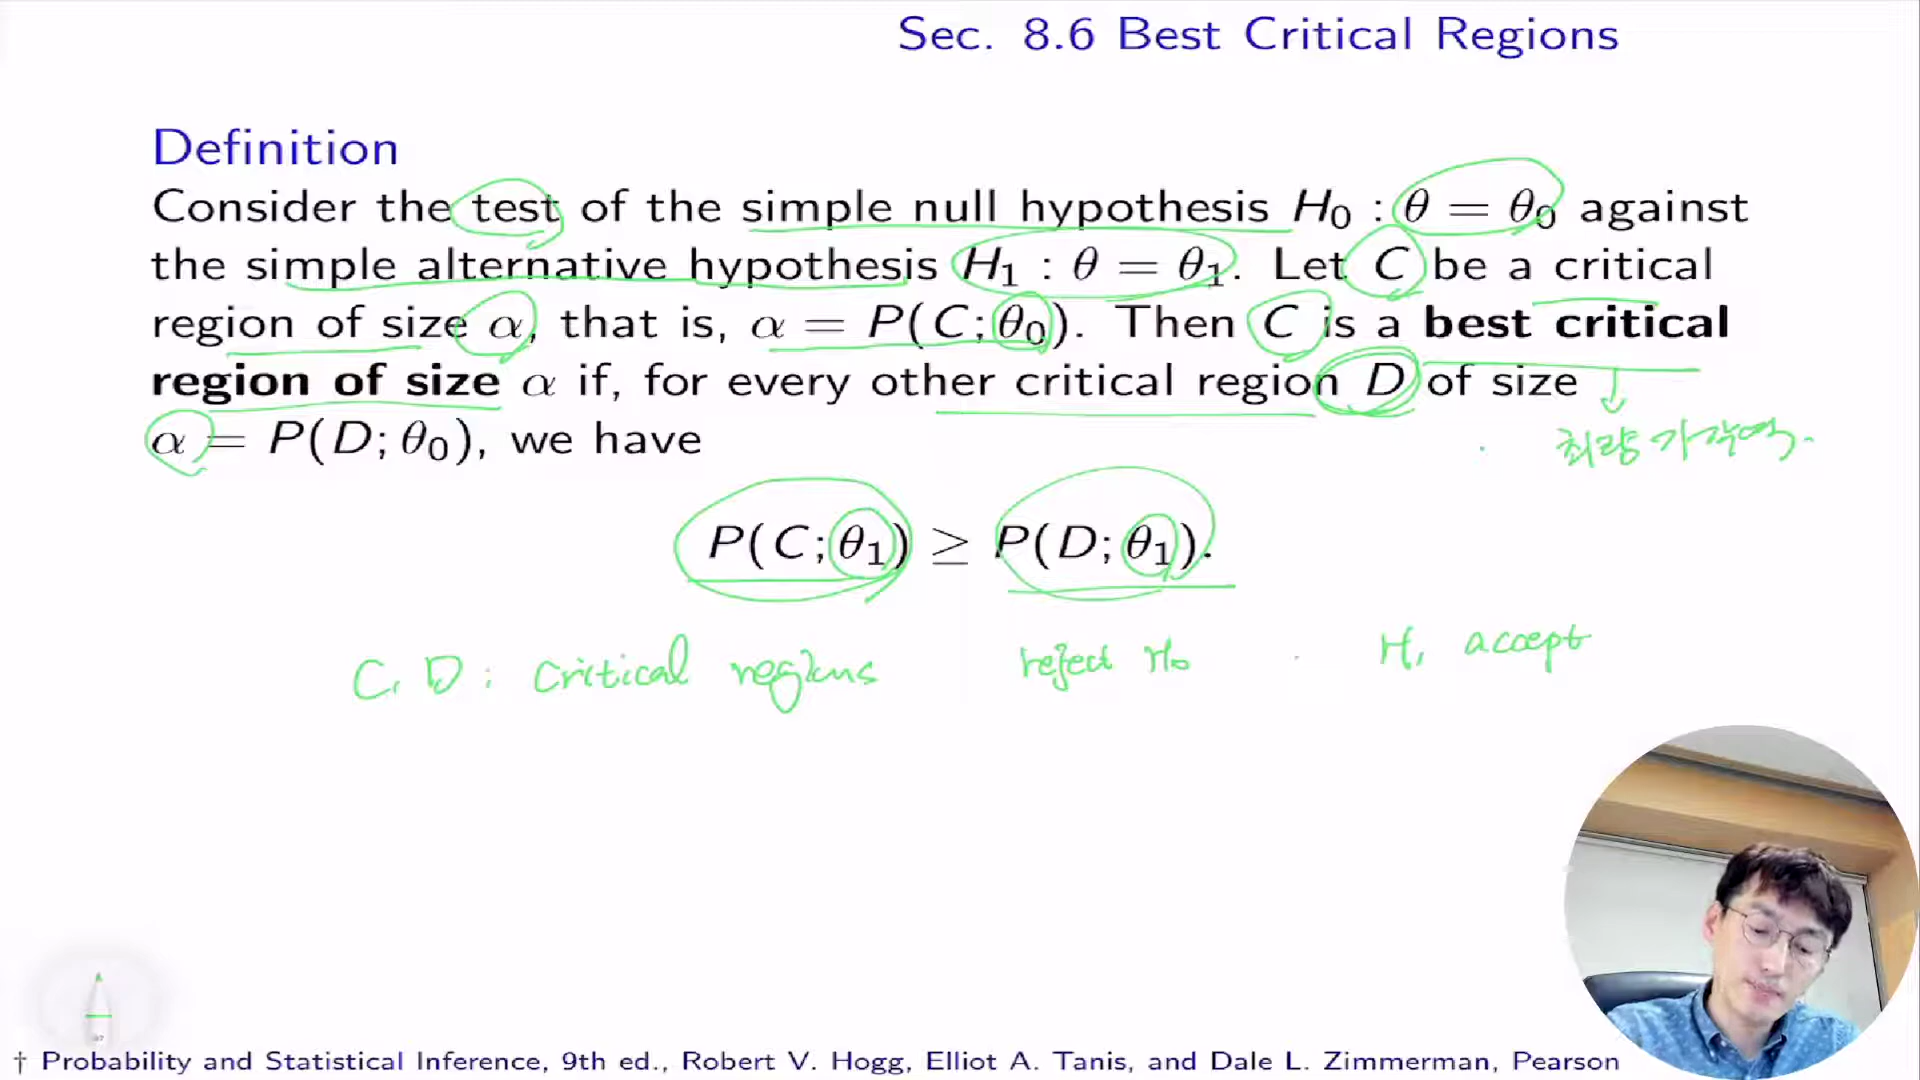 Sec. 8.6 Best Critical Regions
Definition
Consider the test of the simple null hypothesis H₀ : θ = θ₀ against
the simple alternative hypothesis H₁ : θ = θ₁. Let C be a critical
region of size α, that is, α = P(C; θ₀). Then C is a best critical
region of size α if, for every other critical region D of size
α = P(D; θ₀), we have
최량 기각역.
P(C; θ₁) ≥ P(D; θ₁).
C, D : Critical regions reject H₀ H₁ accept
† Probability and Statistical Inference, 9th ed., Robert V. Hogg, Elliot A. Tanis, and Dale L. Zimmerman, Pearson